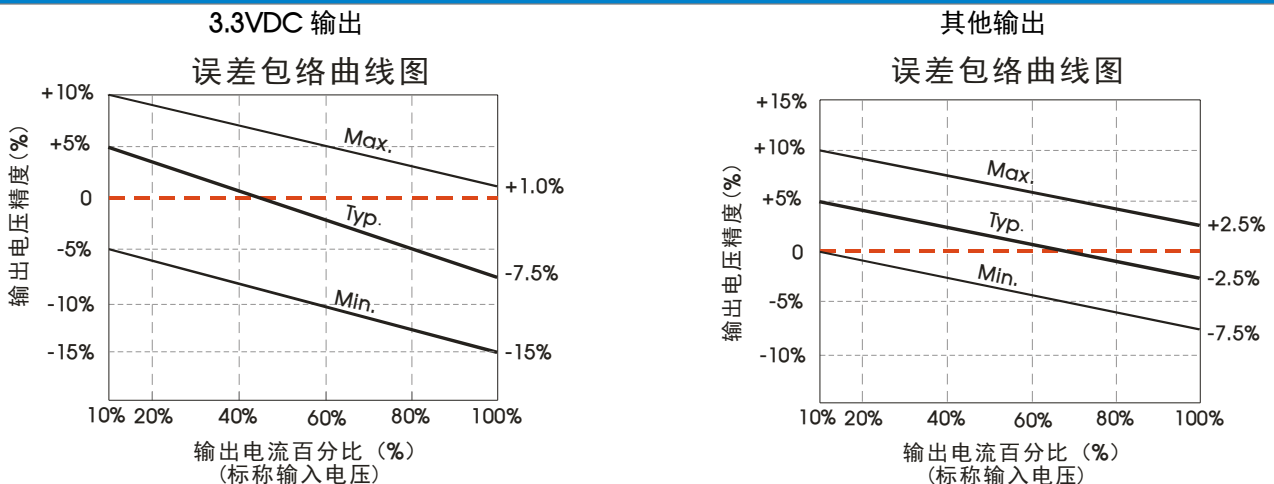 3.3VDC 输出
误差包络曲线图
+10%
+5%
0
-5%
-10%
-15%
输出电压精度(%)
Max.
Typ.
Min.
+1.0%
-7.5%
-15%
10% 20% 40% 60% 80% 100%
输出电流百分比（%）
(标称输入电压)
其他输出
误差包络曲线图
+15%
+10%
+5%
0
-5%
-10%
输出电压精度(%)
Max.
Typ.
Min.
+2.5%
-2.5%
-7.5%
10% 20% 40% 60% 80% 100%
输出电流百分比（%）
(标称输入电压)